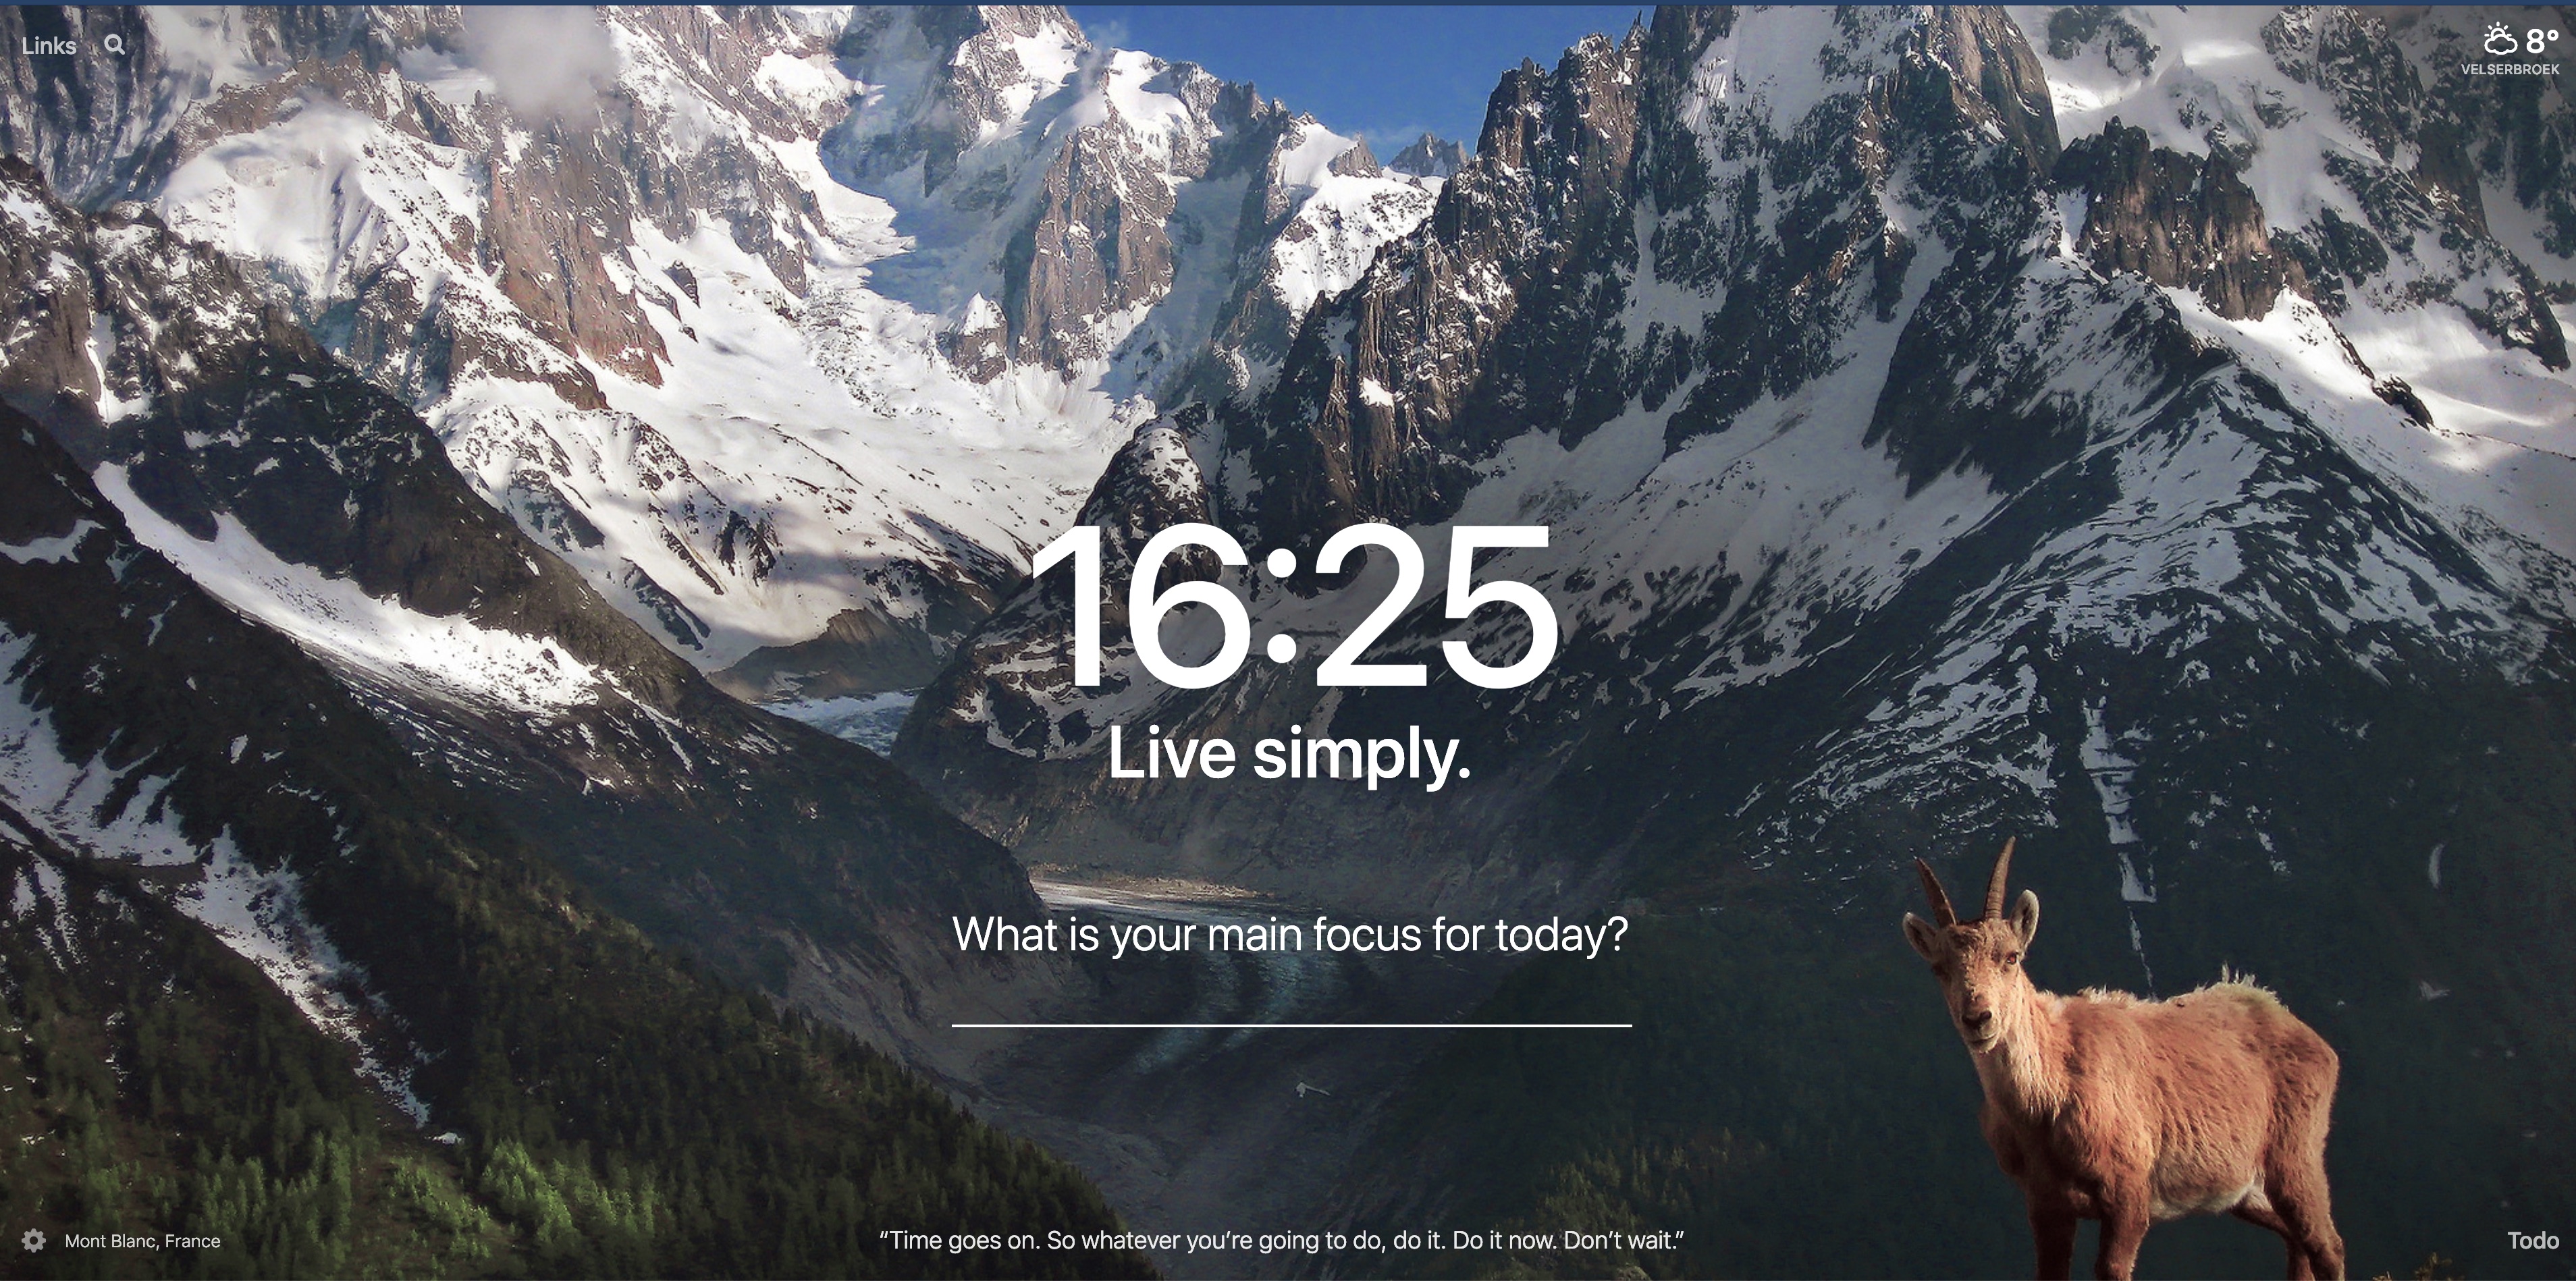 Links
8°
VELSERBROEK
16:25
Live simply.
What is your main focus for today?
Mont Blanc, France
“Time goes on. So whatever you’re going to do, do it. Do it now. Don’t wait.”
Todo